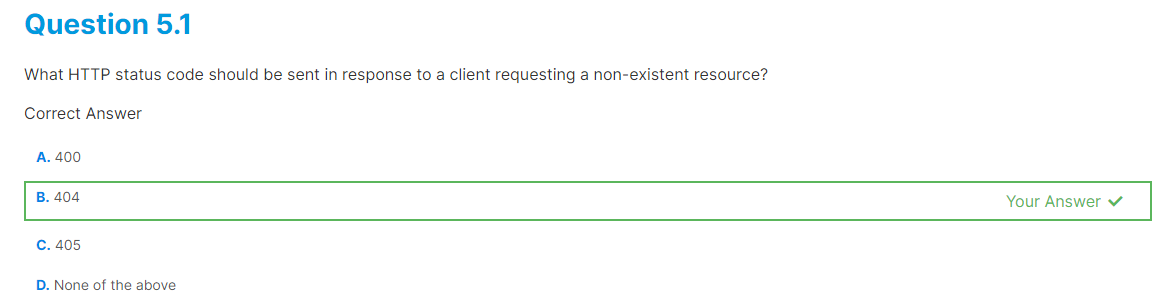 Question 5.1
What HTTP status code should be sent in response to a client requesting a non-existent resource?
Correct Answer
A. 400
B. 404 Your Answer ✔
C. 405
D. None of the above